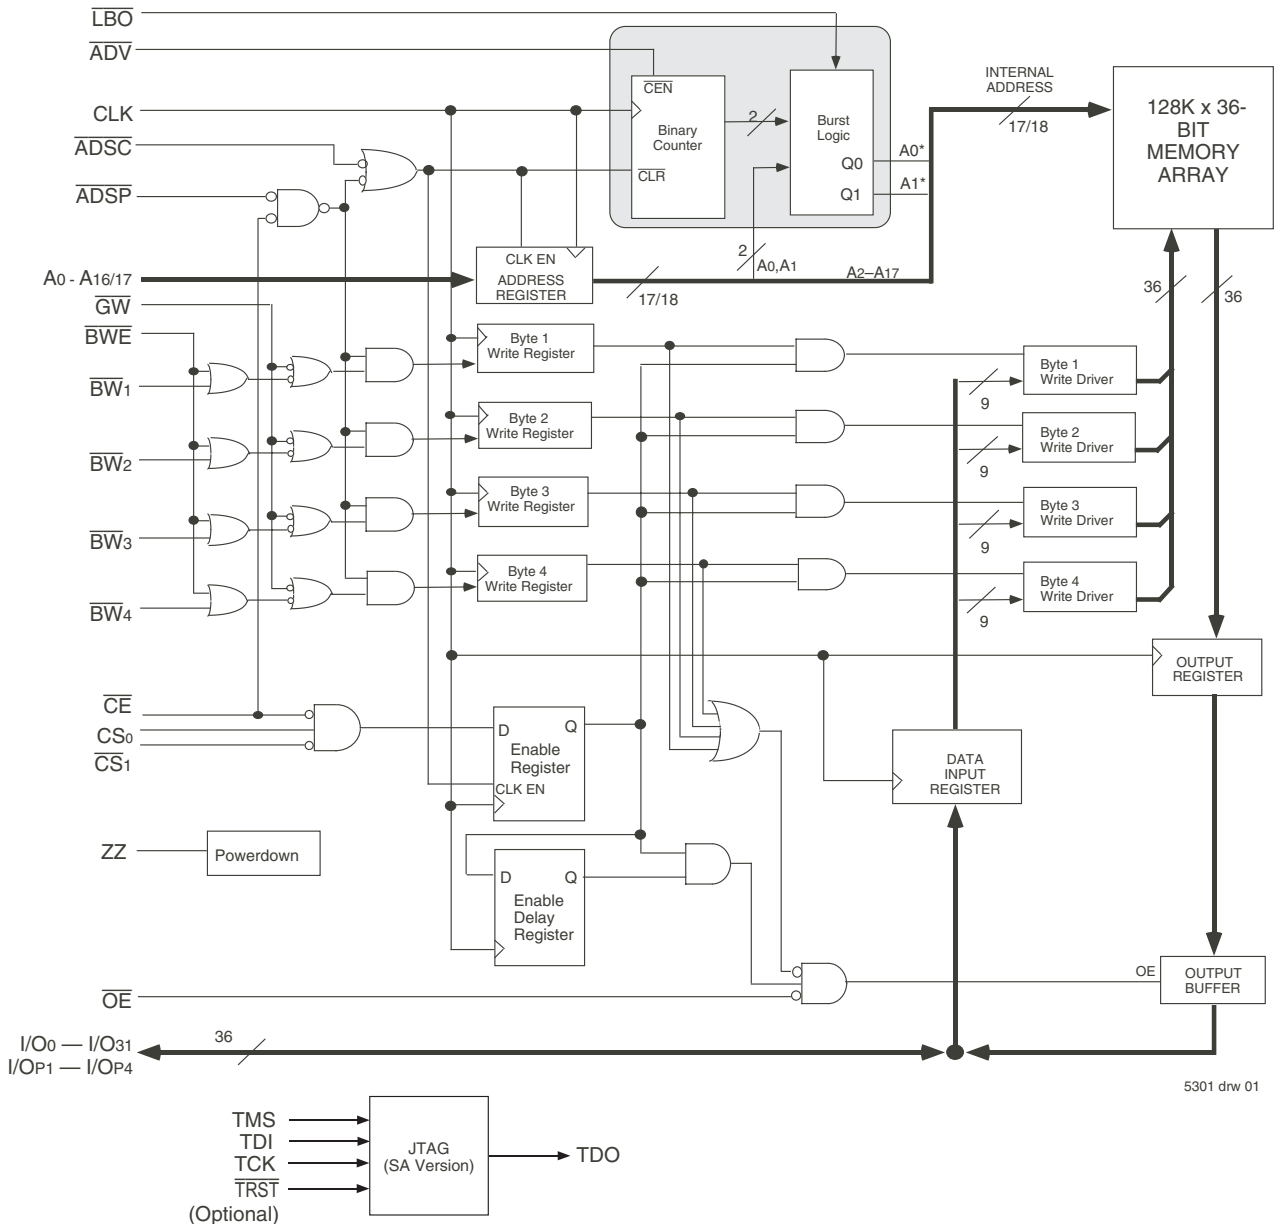 LBO
ADV
CLK
ADSC
ADSP
A0 - A16/17
GW
BWE
BW1
BW2
BW3
BW4
CE
CS0
CS1
ZZ
Powerdown
OE
I/O0 — I/O31
I/OP1 — I/OP4
36
CEN
Binary
Counter
CLR
2
Burst
Logic
Q0
Q1
A0*
A1*
2
A0,A1
A2–A17
INTERNAL
ADDRESS
17/18
128K x 36-
BIT
MEMORY
ARRAY
CLK EN
ADDRESS
REGISTER
17/18
36
36
Byte 1
Write Register
Byte 2
Write Register
Byte 3
Write Register
Byte 4
Write Register
9
Byte 1
Write Driver
9
Byte 2
Write Driver
9
Byte 3
Write Driver
9
Byte 4
Write Driver
OUTPUT
REGISTER
D
Q
Enable
Register
CLK EN
DATA
INPUT
REGISTER
D
Q
Enable
Delay
Register
OE
OUTPUT
BUFFER
5301 drw 01
TMS
TDI
TCK
TRST
(Optional)
JTAG
(SA Version)
TDO